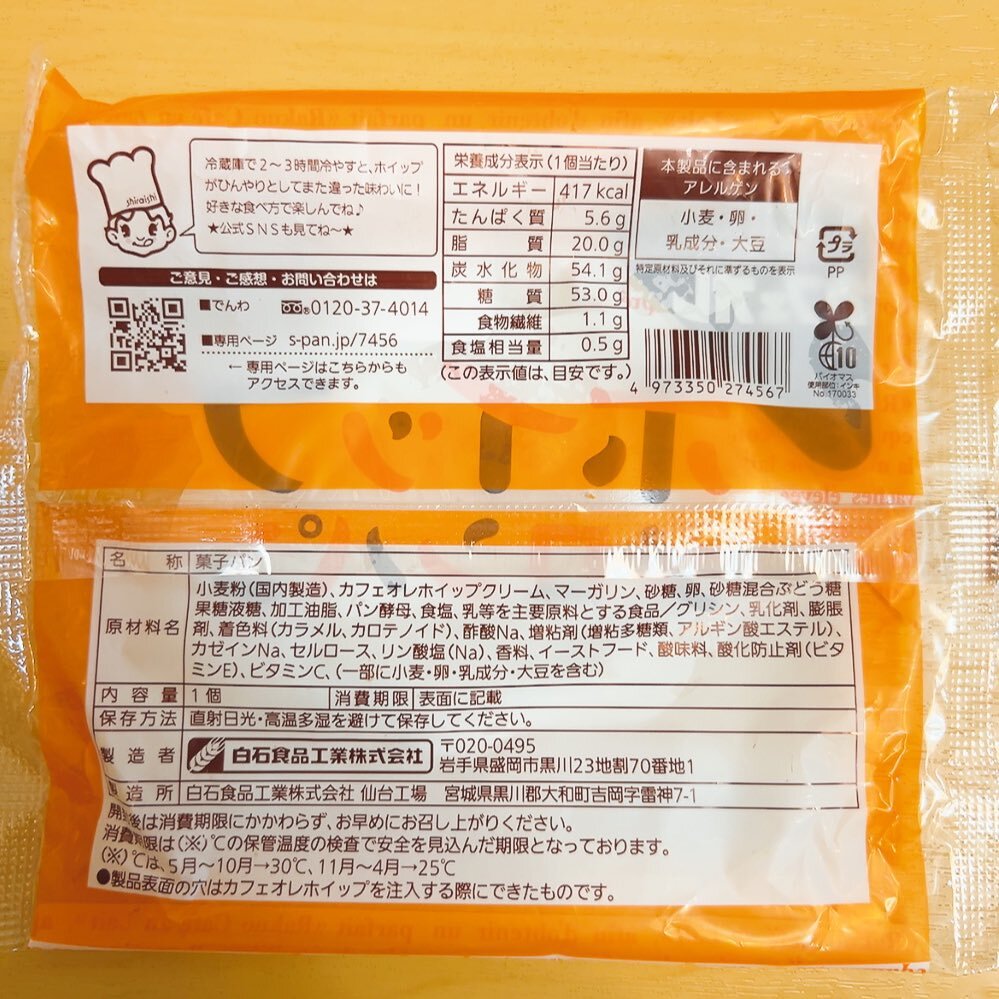 shiraishi
冷蔵庫で2〜3時間冷やすと、ホイップ
がひんやりとしてまた違った味わいに!
好きな食べ方で楽しんでね♪
★公式SNSも見てね〜★
ご意見・ご感想・お問い合わせは
■でんわ 0120-37-4014
■専用ページ s-pan.jp/7456
←専用ページはこちらからも
アクセスできます。
栄養成分表示(1個当たり)
エネルギー 417kcal
たんぱく質 5.6g
脂質 20.0g
炭水化物 54.1g
糖質 53.0g
食物繊維 1.1g
食塩相当量 0.5g
(この表示値は、目安です。)
本製品に含まれる
アレルゲン
小麦・卵・
乳成分・大豆
特定原材料及びそれに準ずるものを表示
4 973350 274567
プラ
PP
10
バイオマス
使用部位:インキ
No.170033
名称 菓子パン
原材料名 小麦粉(国内製造)、カフェオレホイップクリーム、マーガリン、砂糖、卵、砂糖混合ぶどう糖
果糖液糖、加工油脂、パン酵母、食塩、乳等を主要原料とする食品/グリシン、乳化剤、膨脹
剤、着色料(カラメル、カロテノイド)、酢酸Na、増粘剤(増粘多糖類、アルギン酸エステル)、
カゼインNa、セルロース、リン酸塩(Na)、香料、イーストフード、酸味料、酸化防止剤(ビタ
ミンE)、ビタミンC、(一部に小麦・卵・乳成分・大豆を含む)
内容量 1個 消費期限 表面に記載
保存方法 直射日光・高温多湿を避けて保存してください。
製造者 白石食品工業株式会社 〒020-0495
岩手県盛岡市黒川23地割70番地1
製造所 白石食品工業株式会社 仙台工場 宮城県黒川郡大和町吉岡字雷神7-1
開封後は消費期限にかかわらず、お早めにお召し上がりください。
消費期限は(※)℃の保管温度の検査で安全を見込んだ期限となっております。
(※)℃は、5月〜10月→30℃、11月〜4月→25℃
●製品表面の穴はカフェオレホイップを注入する際にできたものです。